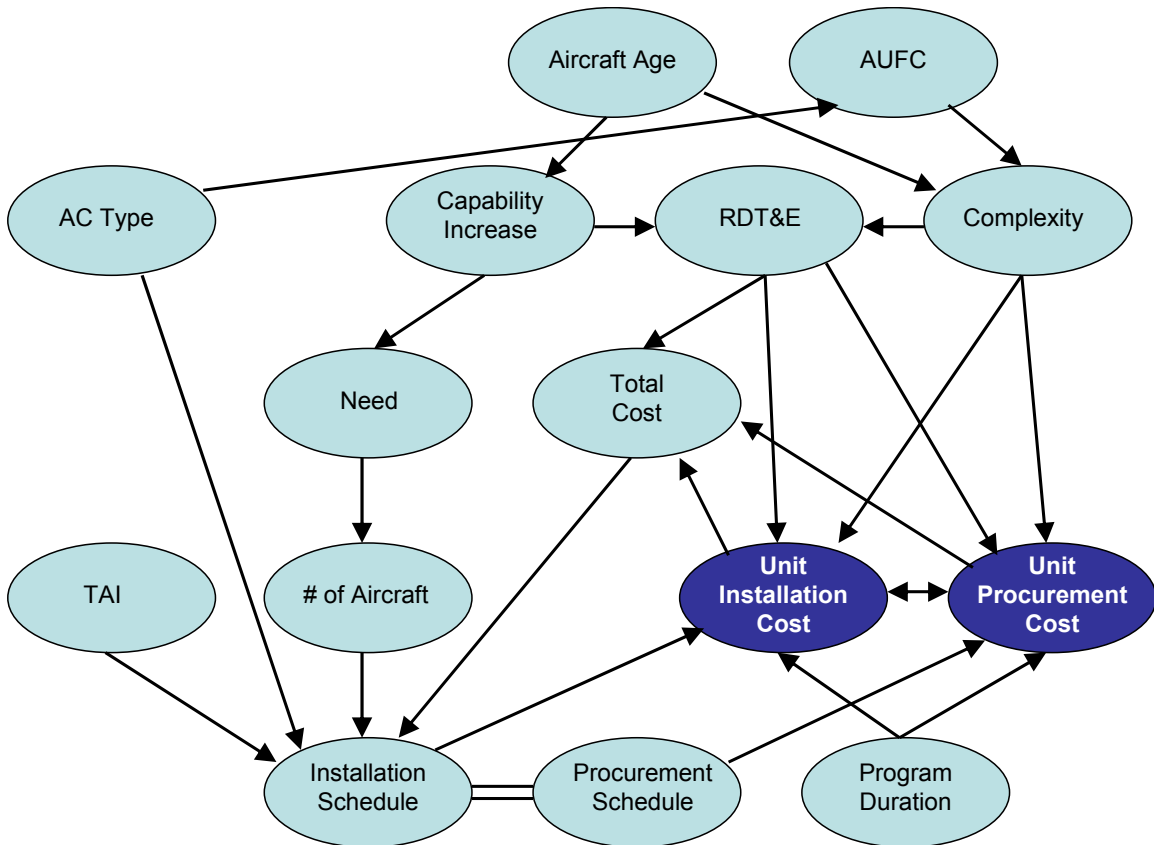 Aircraft Age
AUFC
AC Type
Capability
Increase
RDT&E
Complexity
Need
Total
Cost
TAI
# of Aircraft
Unit
Installation
Cost
Unit
Procurement
Cost
Installation
Schedule
Procurement
Schedule
Program
Duration